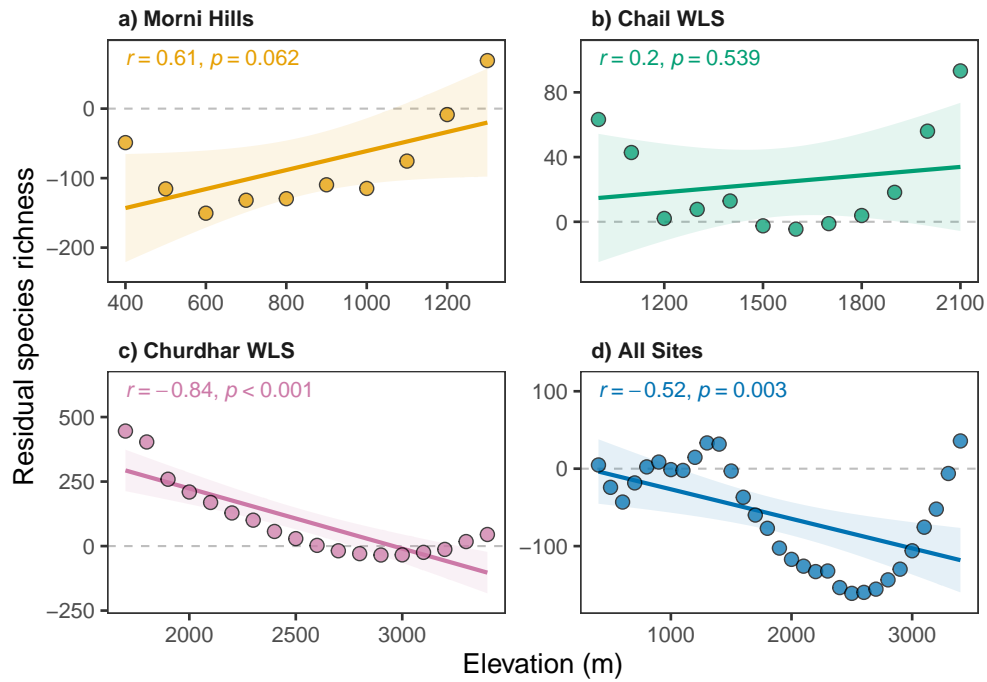 a) Morni Hills
r = 0.61, p = 0.062
0
−100
−200
400 600 800 1000 1200
b) Chail WLS
r = 0.2, p = 0.539
80
40
0
1200 1500 1800 2100
c) Churdhar WLS
r = −0.84, p < 0.001
500
250
0
−250
2000 2500 3000
d) All Sites
r = −0.52, p = 0.003
100
0
−100
1000 2000 3000
Residual species richness
Elevation (m)